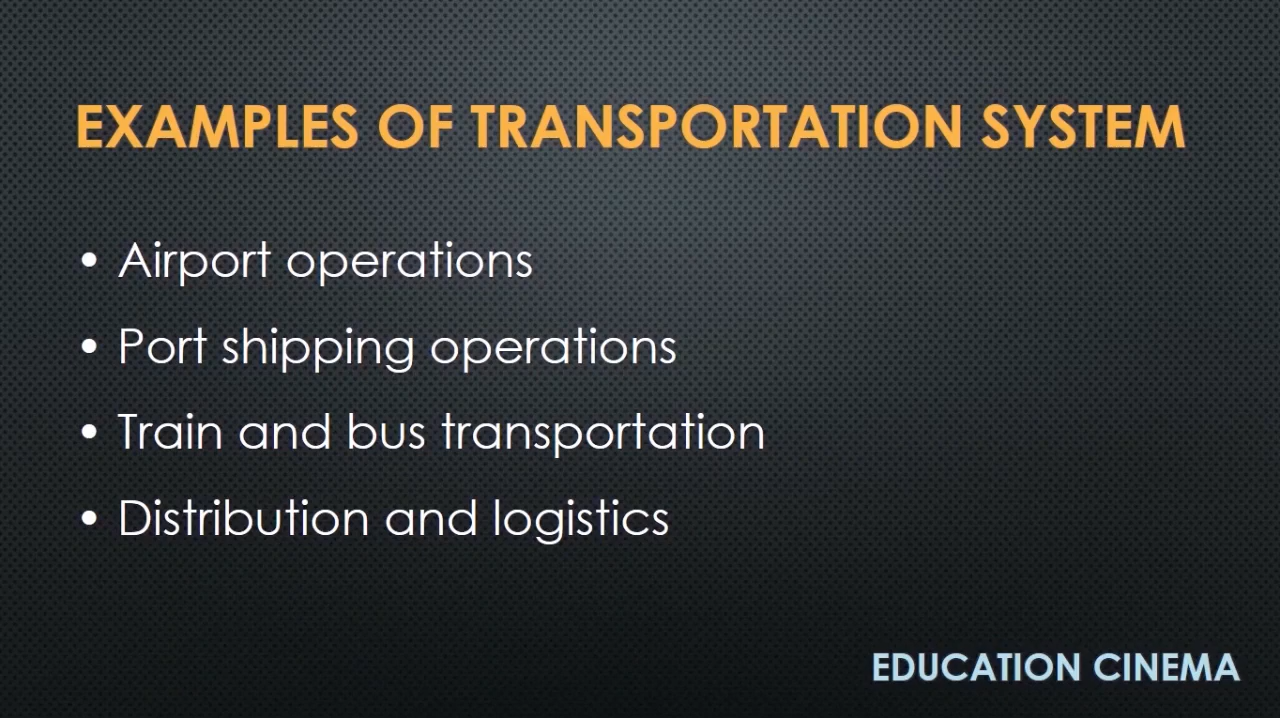 EXAMPLES OF TRANSPORTATION SYSTEM
• Airport operations
• Port shipping operations
• Train and bus transportation
• Distribution and logistics
EDUCATION CINEMA